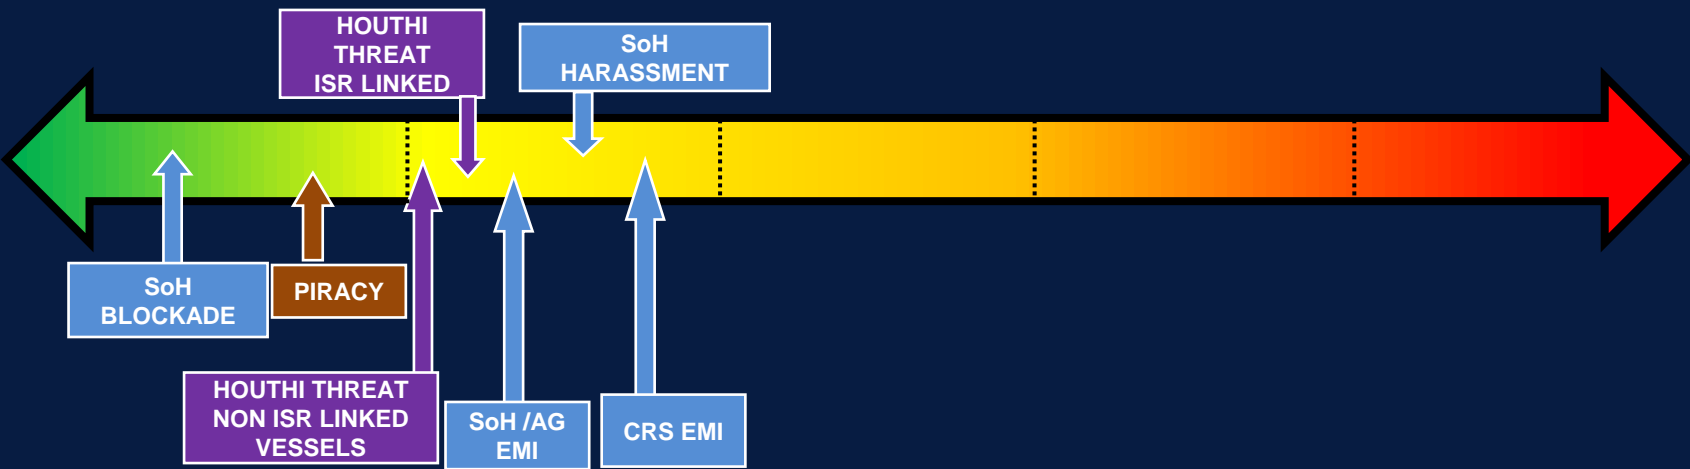 HOUTHI
THREAT
ISR LINKED
SoH
HARASSMENT
SoH
BLOCKADE
PIRACY
HOUTHI THREAT
NON ISR LINKED
VESSELS
SoH /AG
EMI
CRS EMI